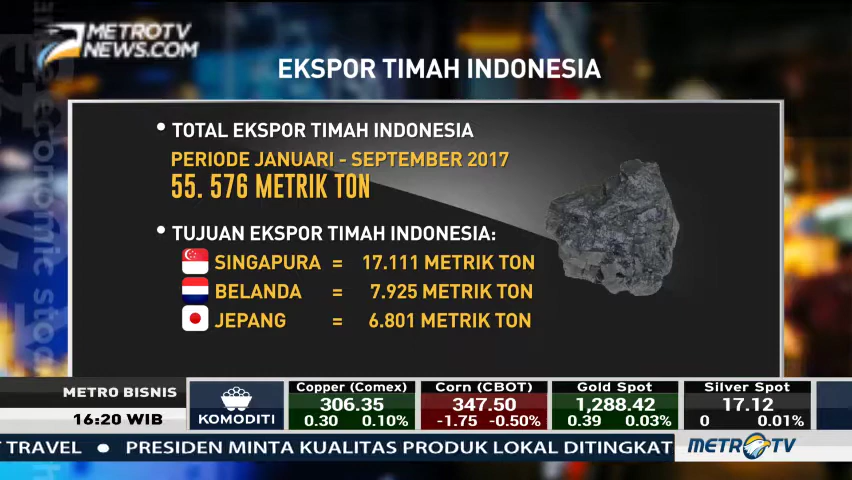 METROTV
NEWS.COM
EKSPOR TIMAH INDONESIA
• TOTAL EKSPOR TIMAH INDONESIA
PERIODE JANUARI - SEPTEMBER 2017
55. 576 METRIK TON
• TUJUAN EKSPOR TIMAH INDONESIA:
SINGAPURA = 17.111 METRIK TON
BELANDA = 7.925 METRIK TON
JEPANG = 6.801 METRIK TON
METRO BISNIS
16:20 WIB
KOMODITI
Copper (Comex)
306.35
0.30 0.10%
Corn (CBOT)
347.50
-1.75 -0.50%
Gold Spot
1,288.42
0.39 0.03%
Silver Spot
17.12
0 0.01%
TRAVEL • PRESIDEN MINTA KUALITAS PRODUK LOKAL DITINGKAT
METROTV